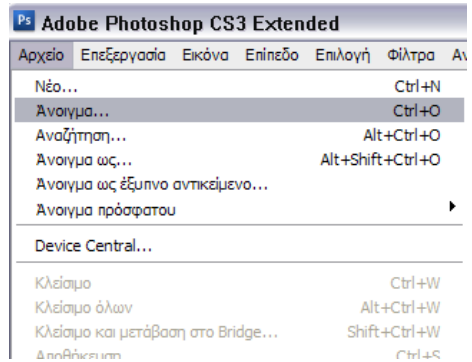 Ps Adobe Photoshop CS3 Extended
Αρχείο Επεξεργασία Εικόνα Επίπεδο Επιλογή Φίλτρα
Νέο... Ctrl+N
Άνοιγμα... Ctrl+O
Αναζήτηση... Alt+Ctrl+O
Άνοιγμα ως... Alt+Shift+Ctrl+O
Άνοιγμα ως έξυπνο αντικείμενο...
Άνοιγμα πρόσφατου
Device Central...
Κλείσιμο Ctrl+W
Κλείσιμο όλων Alt+Ctrl+W
Κλείσιμο και μετάβαση στο Bridge... Shift+Ctrl+W
Αποθήκευση Ctrl+S